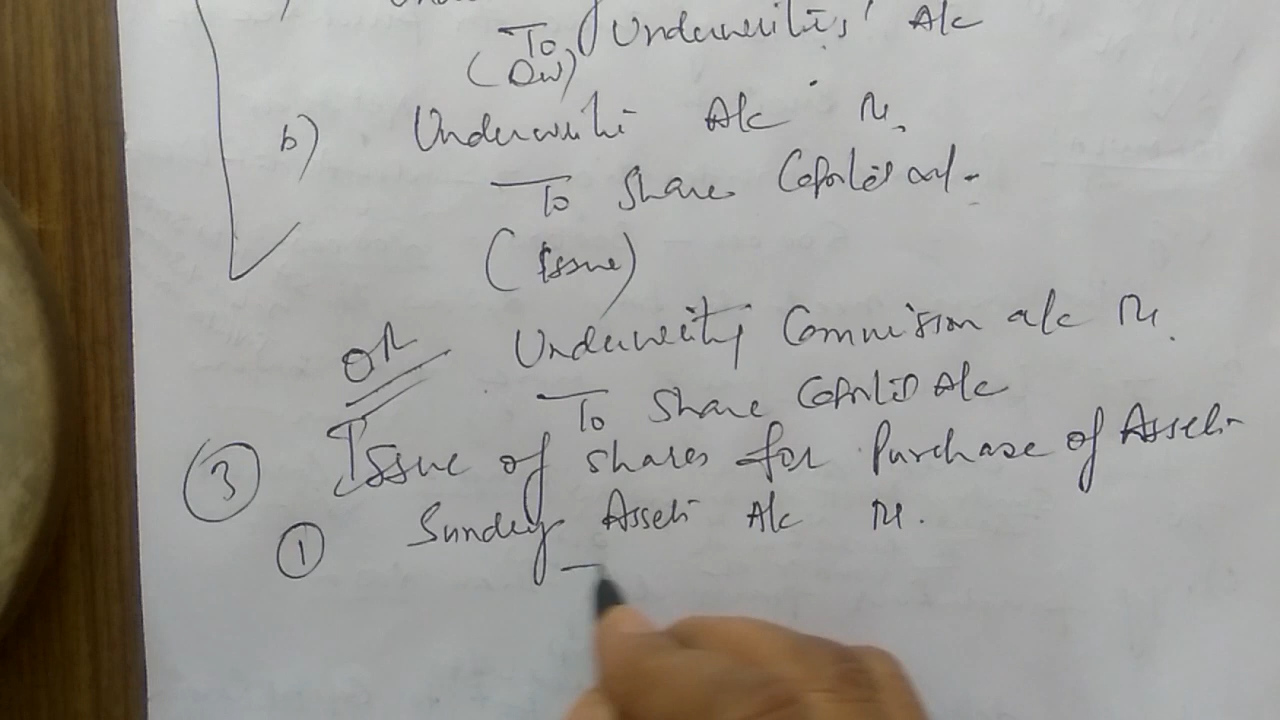 To Underwriters' A/c
(Due)
b) Underwriter A/c Dr.
To Share Capital a/c.
(Issue)
OR Underwriting Commission a/c Dr.
To Share Capital A/c
③ Issue of shares for Purchase of Assets
① Sundry Assets A/c Dr.